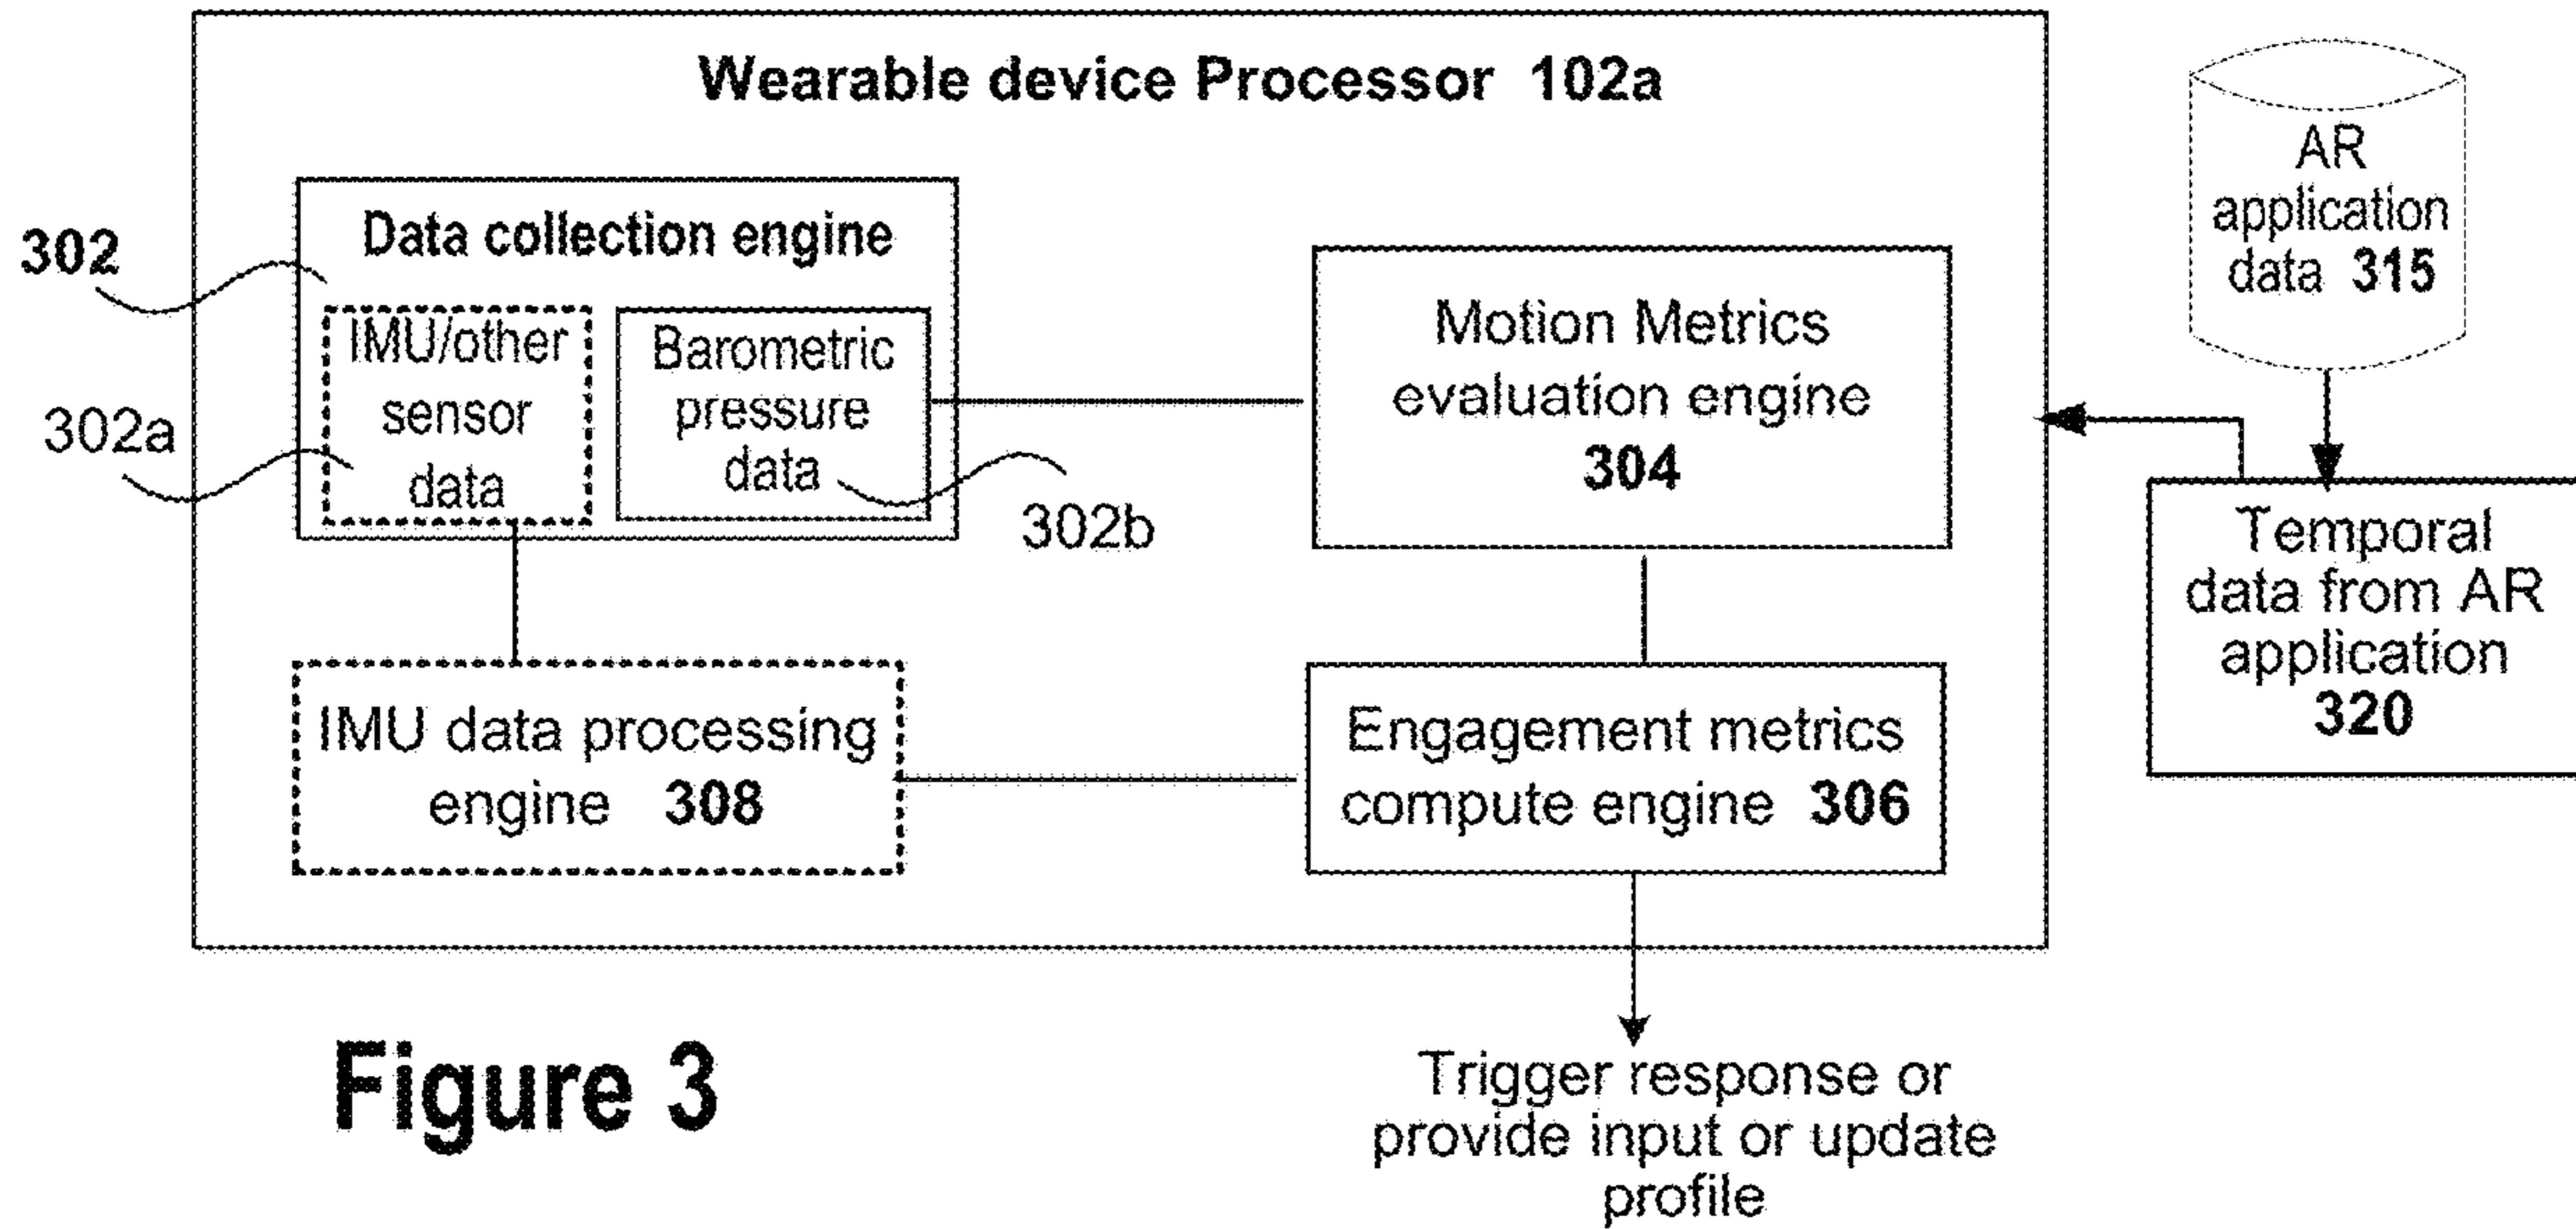 Wearable device Processor 102a
302
Data collection engine
IMU/other
sensor
data
302a
Barometric
pressure
data
302b
Motion Metrics
evaluation engine
304
AR
application
data 315
Temporal
data from AR
application
320
IMU data processing
engine 308
Engagement metrics
compute engine 306
Trigger response or
provide input or update
profile
Figure 3